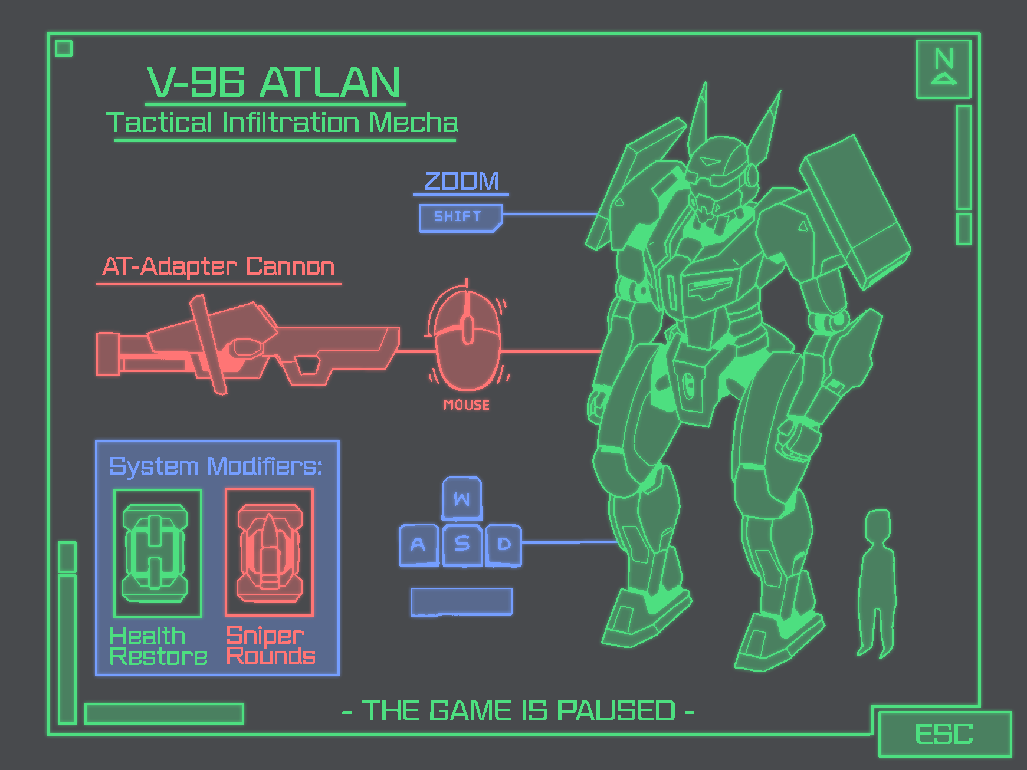 V-96 ATLAN
N
Tactical Infiltration Mecha
ZOOM
SHIFT
AT-Adapter Cannon
MOUSE
System Modifiers:
W
A S D
Health
Restore
Sniper
Rounds
- THE GAME IS PAUSED -
ESC